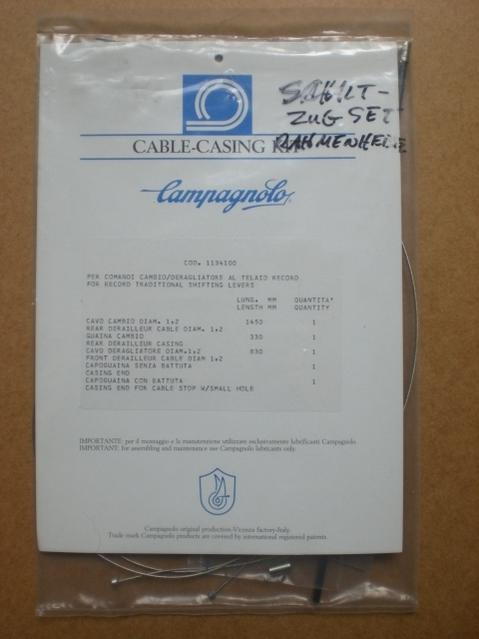 SCHALT-
ZUG SET
RAHMENHEBE
CABLE-CASING KIT
Campagnolo
COD. 1134100
PER COMANDI CAMBIO/DERAGLIATORE AL TELAIO RECORD
FOR RECORD TRADITIONAL SHIFTING LEVERS
LUNG. MM QUANTITA'
LENGTH MM QUANTITY
CAVO CAMBIO DIAM. 1,2 1450 1
REAR DERAILLEUR CABLE DIAM. 1,2
GUAINA CAMBIO 330 1
REAR DERAILLEUR CASING
CAVO DERAGLIATORE DIAM.1,2 830 1
FRONT DERAILLEUR CABLE DIAM 1,2
CAPOGUAINA SENZA BATTUTA 1
CASING END
CAPOGUAINA CON BATTUTA 1
CASING END FOR CABLE STOP W/SMALL HOLE
IMPORTANTE: per il montaggio e la manutenzione utilizzare esclusivamente lubrificanti Campagnolo.
IMPORTANT: for assembling and maintenance use Campagnolo lubricants only.
Campagnolo original production-Vicenza factory-Italy.
Trade mark Campagnolo products are covered by international registered patents.